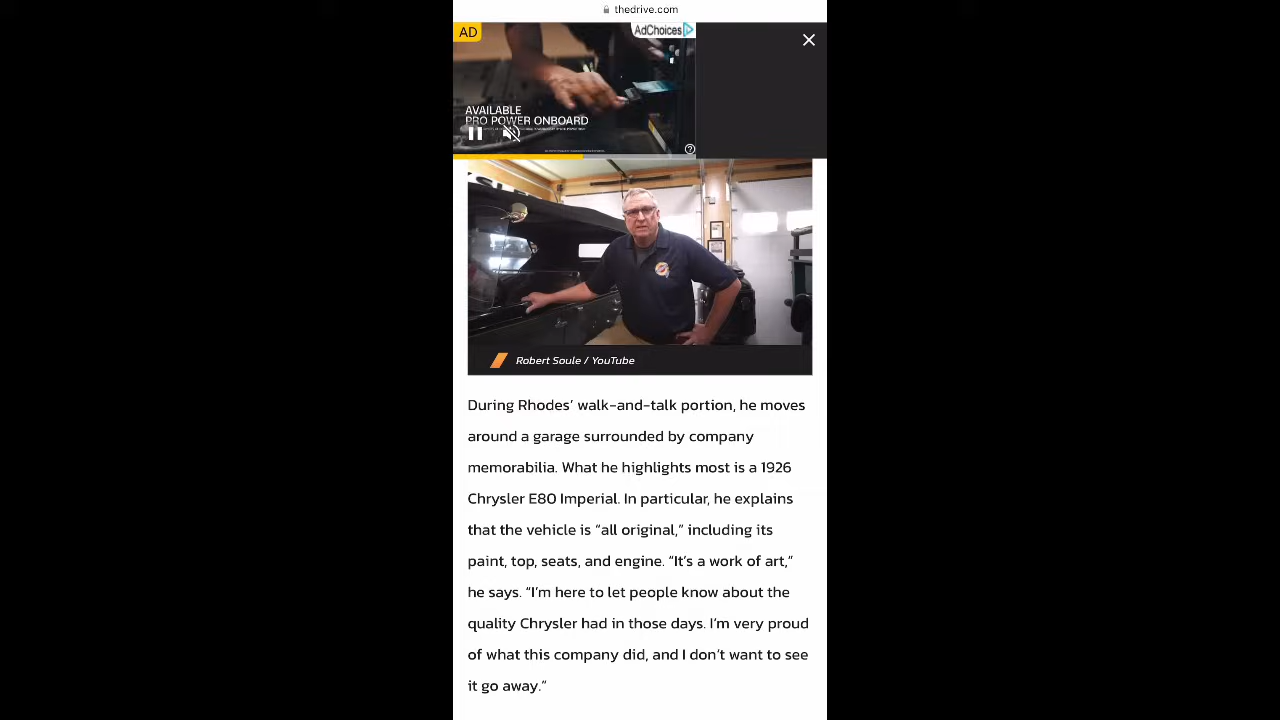 thedrive.com
AD
AdChoices
AVAILABLE
PRO POWER ONBOARD
Robert Soule / YouTube
During Rhodes’ walk-and-talk portion, he moves
around a garage surrounded by company
memorabilia. What he highlights most is a 1926
Chrysler E80 Imperial. In particular, he explains
that the vehicle is “all original,” including its
paint, top, seats, and engine. “It’s a work of art,”
he says. “I’m here to let people know about the
quality Chrysler had in those days. I’m very proud
of what this company did, and I don’t want to see
it go away.”